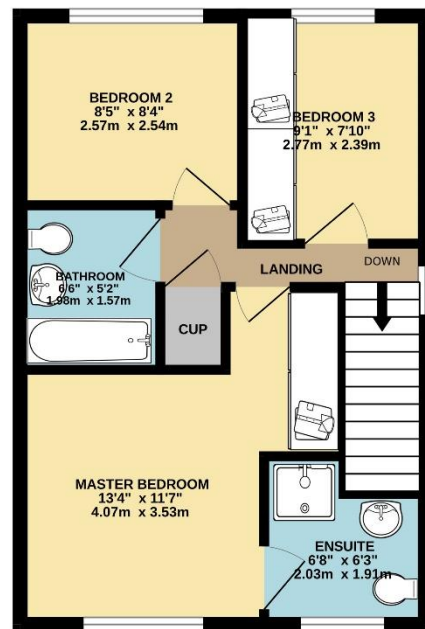 BEDROOM 2
8'5" x 8'4"
2.57m x 2.54m
BEDROOM 3
9'1" x 7'10"
2.77m x 2.39m
BATHROOM
6'6" x 5'2"
1.98m x 1.57m
LANDING
DOWN
CUP
MASTER BEDROOM
13'4" x 11'7"
4.07m x 3.53m
ENSUITE
6'8" x 6'3"
2.03m x 1.91m